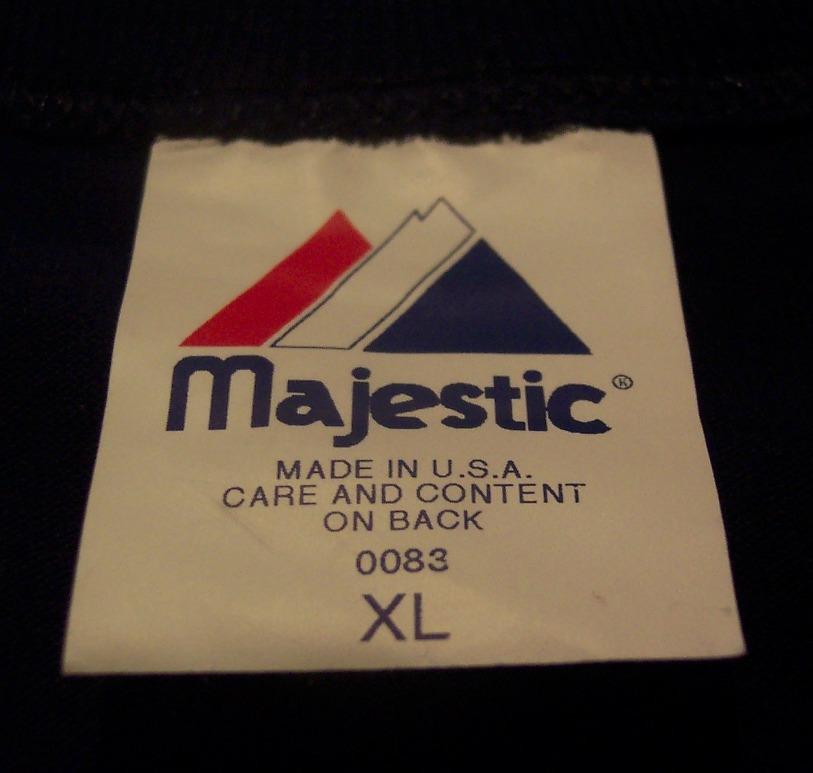 Majestic®
MADE IN U.S.A.
CARE AND CONTENT
ON BACK
0083
XL